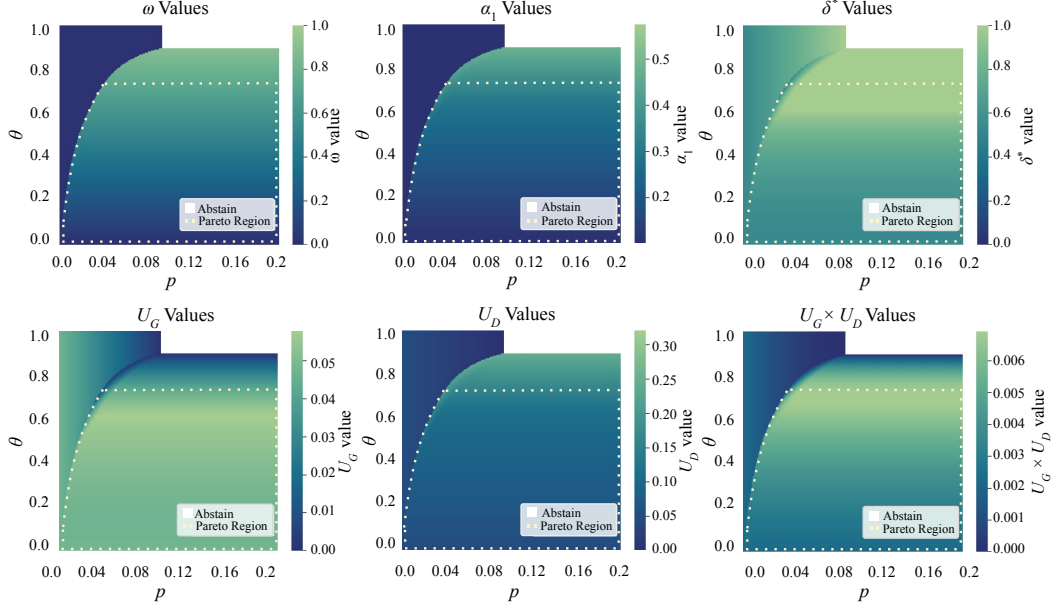 ω Values
1.0
0.8
0.6
0.4
0.2
0.0
θ
0.0 0.04 0.08 0.12 0.16 0.2
p
Abstain
Pareto Region
1.0
0.8
0.6
0.4
0.2
0.0
ω value
α1 Values
1.0
0.8
0.6
0.4
0.2
0.0
θ
0.0 0.04 0.08 0.12 0.16 0.2
p
Abstain
Pareto Region
0.5
0.4
0.3
0.2
α1 value
δ* Values
1.0
0.8
0.6
0.4
0.2
0.0
θ
0.0 0.04 0.08 0.12 0.16 0.2
p
Abstain
Pareto Region
1.0
0.8
0.6
0.4
0.2
0.0
δ* value
UG Values
1.0
0.8
0.6
0.4
0.2
0.0
θ
0.0 0.04 0.08 0.12 0.16 0.2
p
Abstain
Pareto Region
0.05
0.04
0.03
0.02
0.01
0.00
UG value
UD Values
1.0
0.8
0.6
0.4
0.2
0.0
θ
0.0 0.04 0.08 0.12 0.16 0.2
p
Abstain
Pareto Region
0.30
0.25
0.20
0.15
0.10
0.05
0.00
UD value
UG × UD Values
1.0
0.8
0.6
0.4
0.2
0.0
θ
0.0 0.04 0.08 0.12 0.16 0.2
p
Abstain
Pareto Region
0.006
0.005
0.004
0.003
0.002
0.001
0.000
UG × UD value